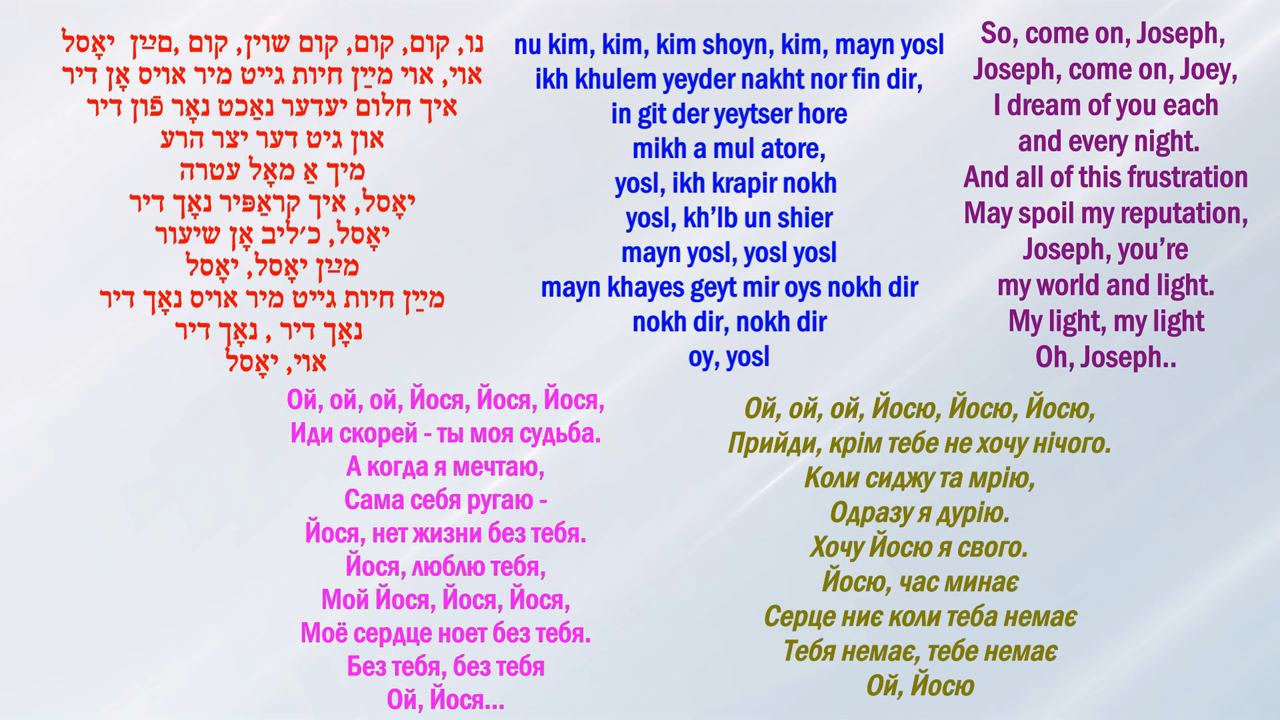 נו, קום, קום, קום שוין, קום ,םײַן  יאָסל
אוי, אוי מײַן חיות גייט מיר אויס אָן דיר
איך חלום יעדער נאַכט נאָר פֿון דיר
און גיט דער יצר הרע
מיך אַ מאָל עטרה
יאָסל, איך קראַפּיר נאָך דיר
יאָסל, כ׳ליב אָן שיעור
מײַן יאָסל, יאָסל
מײַן חיות גייט מיר אויס נאָך דיר
נאָך דיר , נאָך דיר
אוי, יאָסל
nu kim, kim, kim shoyn, kim, mayn yosl
ikh khulem yeyder nakht nor fin dir,
in git der yeytser hore
mikh a mul atore,
yosl, ikh krapir nokh
yosl, kh’lb un shier
mayn yosl, yosl yosl
mayn khayes geyt mir oys nokh dir
nokh dir, nokh dir
oy, yosl
So, come on, Joseph,
Joseph, come on, Joey,
I dream of you each
and every night.
And all of this frustration
May spoil my reputation,
Joseph, you’re
my world and light.
My light, my light
Oh, Joseph..
Ой, ой, ой, Йося, Йося, Йося,
Иди скорей - ты моя судьба.
А когда я мечтаю,
Сама себя ругаю -
Йося, нет жизни без тебя.
Йося, люблю тебя,
Мой Йося, Йося, Йося,
Моё сердце ноет без тебя.
Без тебя, без тебя
Ой, Йося...
Ой, ой, ой, Йосю, Йосю, Йосю,
Прийди, крім тебе не хочу нічого.
Коли сиджу та мрію,
Одразу я дурію.
Хочу Йосю я свого.
Йосю, час минає
Серце ниє коли теба немає
Тебя немає, тебе немає
Ой, Йосю